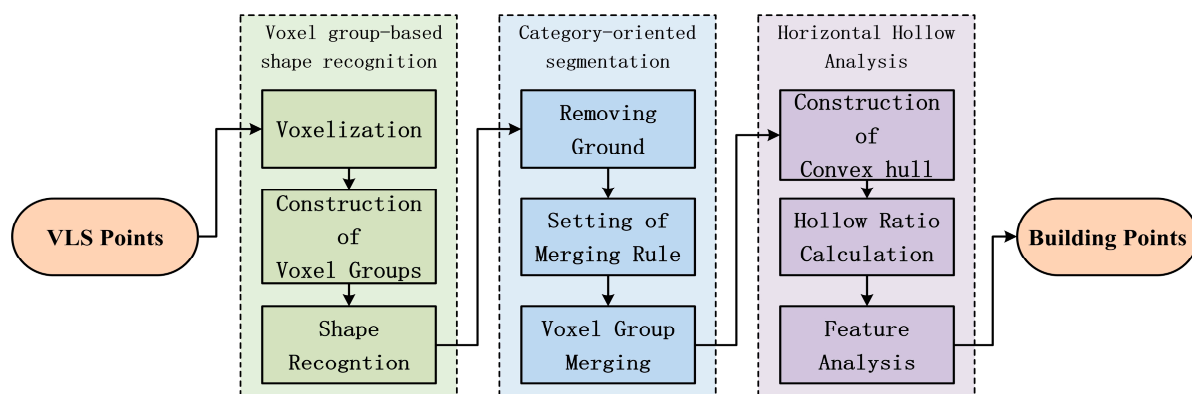 VLS Points
Voxel group-based
shape recognition
Voxelization
Construction
of
Voxel Groups
Shape
Recogntion
Category-oriented
segmentation
Removing
Ground
Setting of
Merging Rule
Voxel Group
Merging
Horizontal Hollow
Analysis
Construction
of
Convex hull
Hollow Ratio
Calculation
Feature
Analysis
Building Points